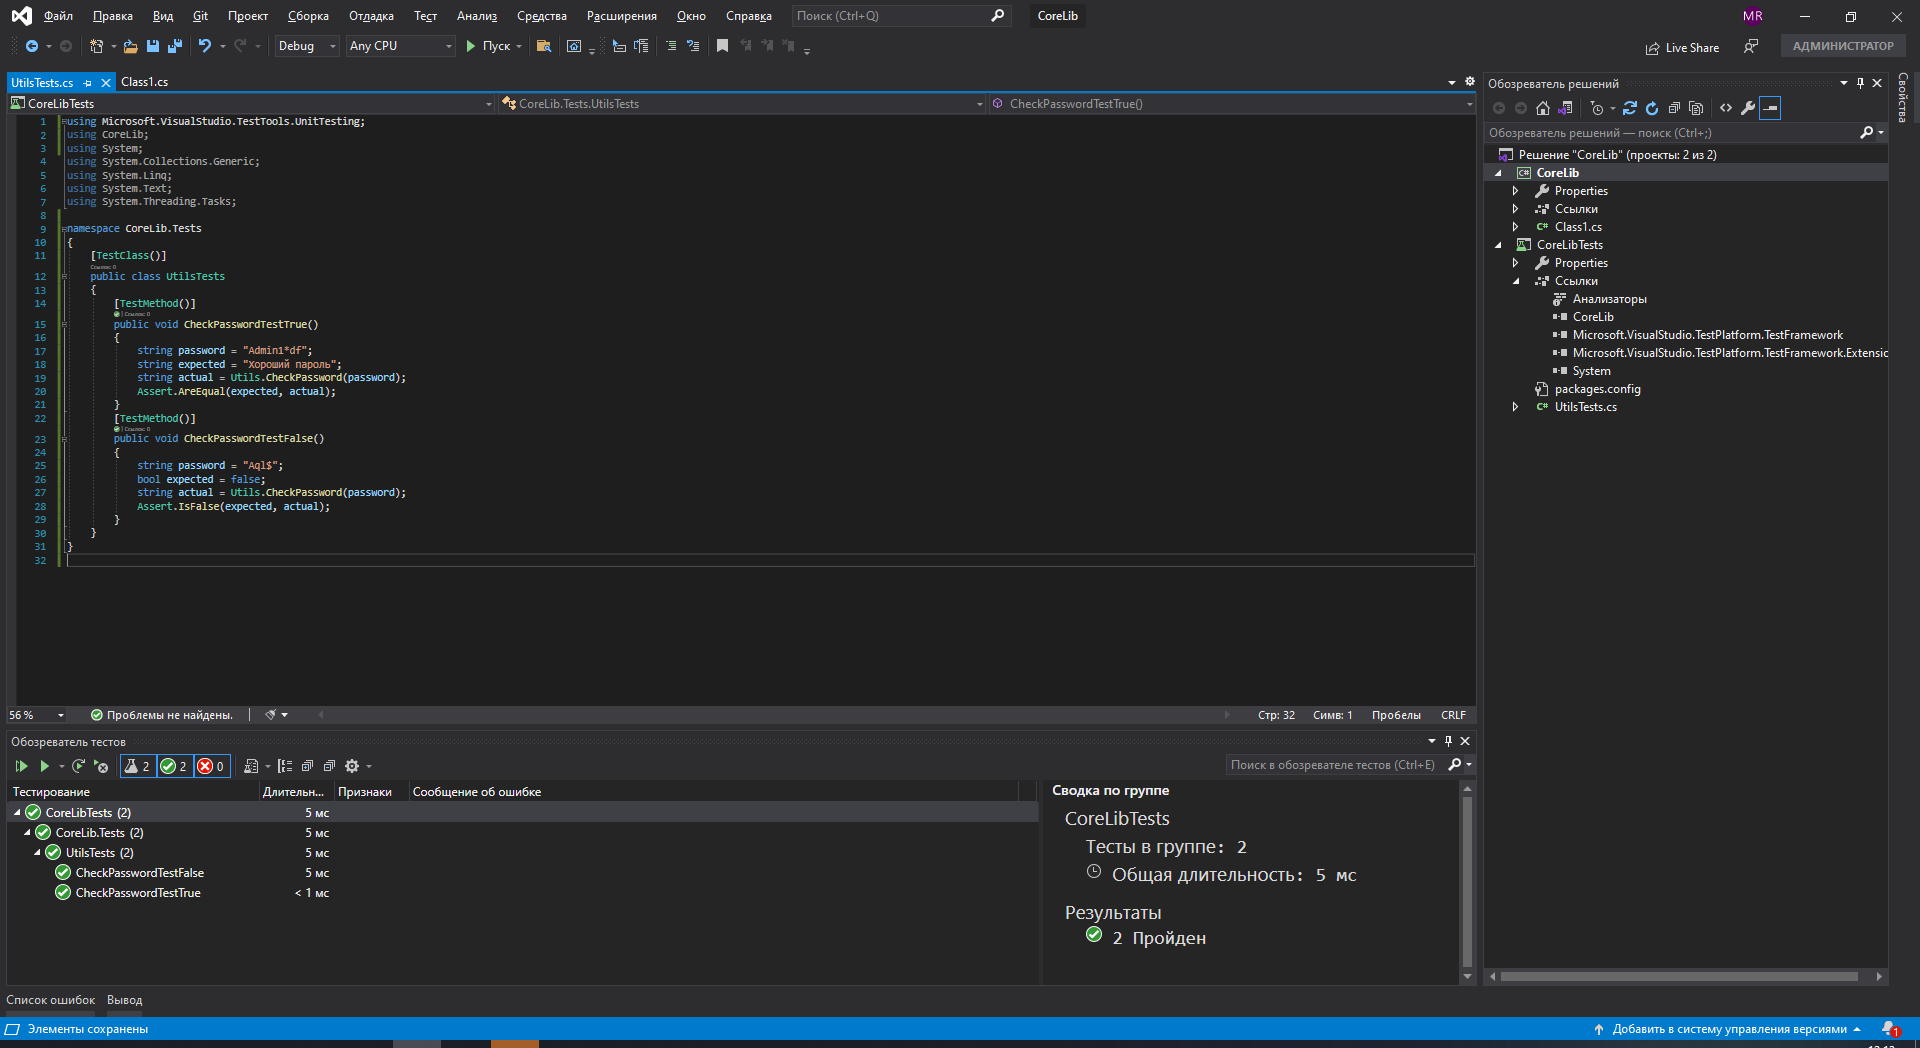 Файл Правка Вид Git Проект Сборка Отладка Тест Анализ Средства Расширения Окно Справка Поиск (Ctrl+Q) CoreLib MR
Debug Any CPU Пуск Live Share АДМИНИСТРАТОР
UtilsTests.cs Class1.cs
CoreLibTests CoreLib.Tests.UtilsTests CheckPasswordTestTrue()
1 using Microsoft.VisualStudio.TestTools.UnitTesting;
2 using CoreLib;
3 using System;
4 using System.Collections.Generic;
5 using System.Linq;
6 using System.Text;
7 using System.Threading.Tasks;
8
9 namespace CoreLib.Tests
10 {
11 [TestClass()]
Ссылок: 0
12 public class UtilsTests
13 {
14 [TestMethod()]
| Ссылок: 0
15 public void CheckPasswordTestTrue()
16 {
17 string password = "Admin1*df";
18 string expected = "Хороший пароль";
19 string actual = Utils.CheckPassword(password);
20 Assert.AreEqual(expected, actual);
21 }
22 [TestMethod()]
| Ссылок: 0
23 public void CheckPasswordTestFalse()
24 {
25 string password = "Aql$";
26 bool expected = false;
27 string actual = Utils.CheckPassword(password);
28 Assert.IsFalse(expected, actual);
29 }
30 }
31 }
32
56 % Проблемы не найдены. Стр: 32 Симв: 1 Пробелы CRLF
Обозреватель тестов
2 2 0 Поиск в обозревателе тестов (Ctrl+E)
Тестирование Длительн... Признаки Сообщение об ошибке
CoreLibTests (2) 5 мс
CoreLib.Tests (2) 5 мс
UtilsTests (2) 5 мс
CheckPasswordTestFalse 5 мс
CheckPasswordTestTrue < 1 мс
Сводка по группе
CoreLibTests
Тесты в группе: 2
Общая длительность: 5 мс
Результаты
2 Пройден
Обозреватель решений
Обозреватель решений — поиск (Ctrl+;)
Решение "CoreLib" (проекты: 2 из 2)
CoreLib
Properties
Ссылки
C# Class1.cs
CoreLibTests
Properties
Ссылки
Анализаторы
CoreLib
Microsoft.VisualStudio.TestPlatform.TestFramework
Microsoft.VisualStudio.TestPlatform.TestFramework.Extensic
System
packages.config
C# UtilsTests.cs
Свойства
Список ошибок Вывод
Элементы сохранены Добавить в систему управления версиями 1